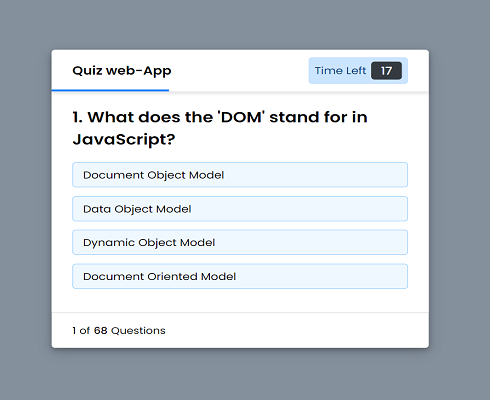 Quiz web-App
Time Left 17
1. What does the 'DOM' stand for in
JavaScript?
Document Object Model
Data Object Model
Dynamic Object Model
Document Oriented Model
1 of 68 Questions